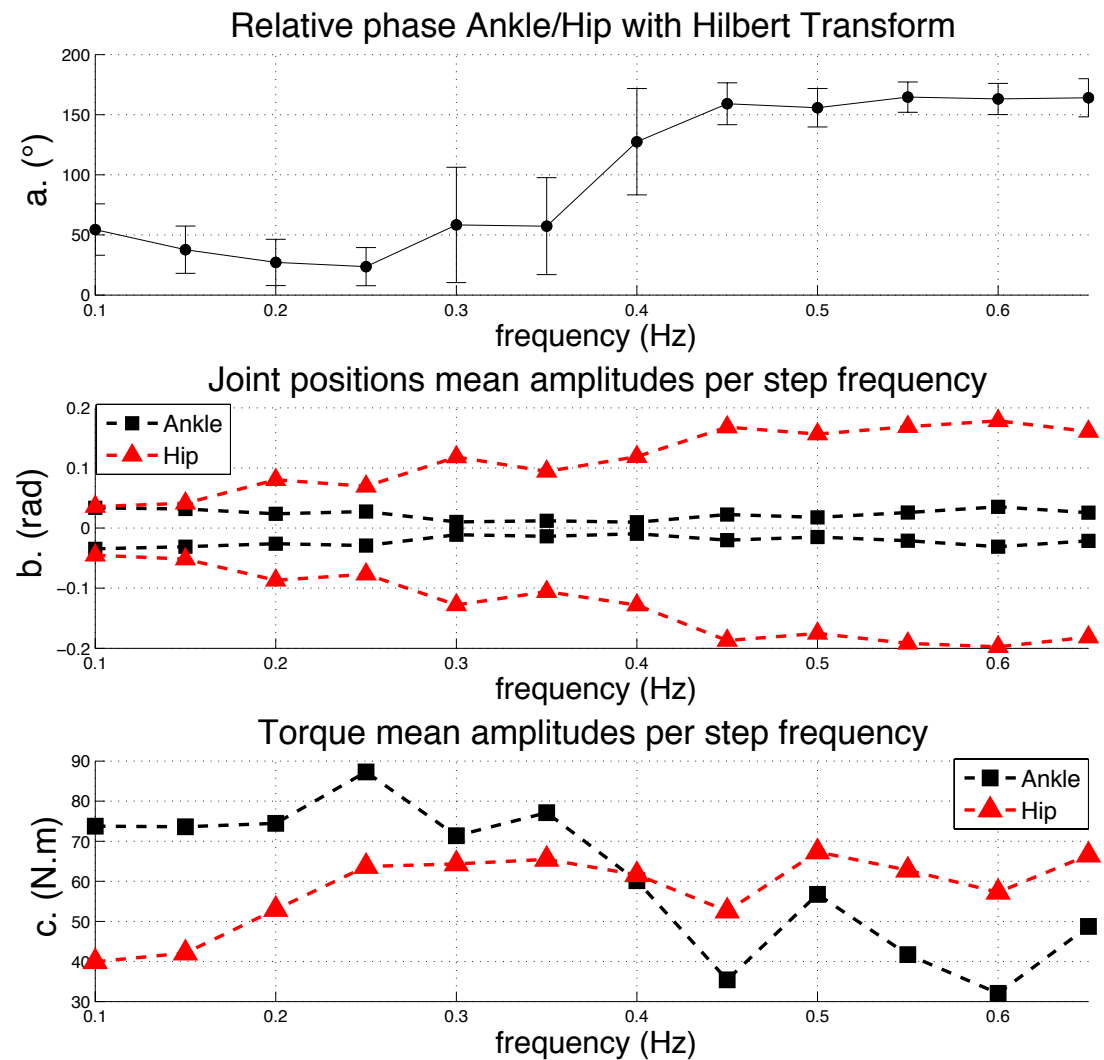 Relative phase Ankle/Hip with Hilbert Transform
200
150
100
50
0
a. (°)
0.1 0.2 0.3 0.4 0.5 0.6
frequency (Hz)
Joint positions mean amplitudes per step frequency
Ankle
Hip
0.2
0.1
0
−0.1
−0.2
b. (rad)
0.1 0.2 0.3 0.4 0.5 0.6
frequency (Hz)
Torque mean amplitudes per step frequency
Ankle
Hip
90
80
70
60
50
40
30
c. (N.m)
0.1 0.2 0.3 0.4 0.5 0.6
frequency (Hz)